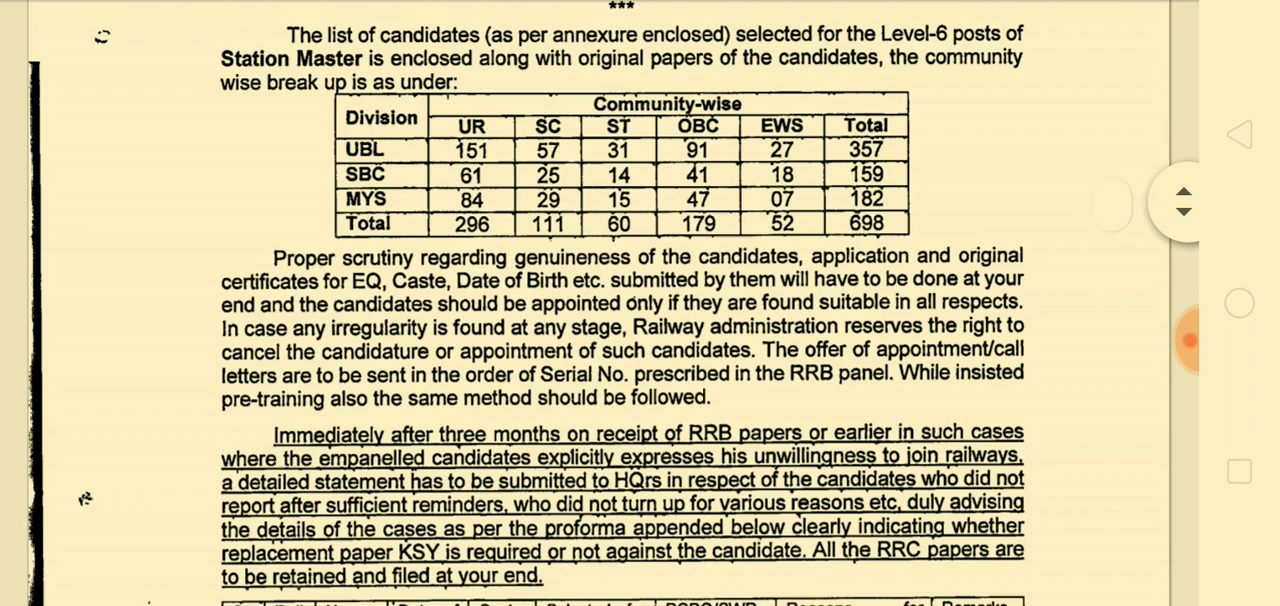 ***
The list of candidates (as per annexure enclosed) selected for the Level-6 posts of
Station Master is enclosed along with original papers of the candidates, the community
wise break up is as under:
Division Community-wise
UR SC ST OBC EWS Total
UBL 151 57 31 91 27 357
SBC 61 25 14 41 18 159
MYS 84 29 15 47 07 182
Total 296 111 60 179 52 698
Proper scrutiny regarding genuineness of the candidates, application and original
certificates for EQ, Caste, Date of Birth etc. submitted by them will have to be done at your
end and the candidates should be appointed only if they are found suitable in all respects.
In case any irregularity is found at any stage, Railway administration reserves the right to
cancel the candidature or appointment of such candidates. The offer of appointment/call
letters are to be sent in the order of Serial No. prescribed in the RRB panel. While insisted
pre-training also the same method should be followed.
Immediately after three months on receipt of RRB papers or earlier in such cases
where the empanelled candidates explicitly expresses his unwillingness to join railways,
a detailed statement has to be submitted to HQrs in respect of the candidates who did not
report after sufficient reminders, who did not turn up for various reasons etc, duly advising
the details of the cases as per the proforma appended below clearly indicating whether
replacement paper KSY is required or not against the candidate. All the RRC papers are
to be retained and filed at your end.